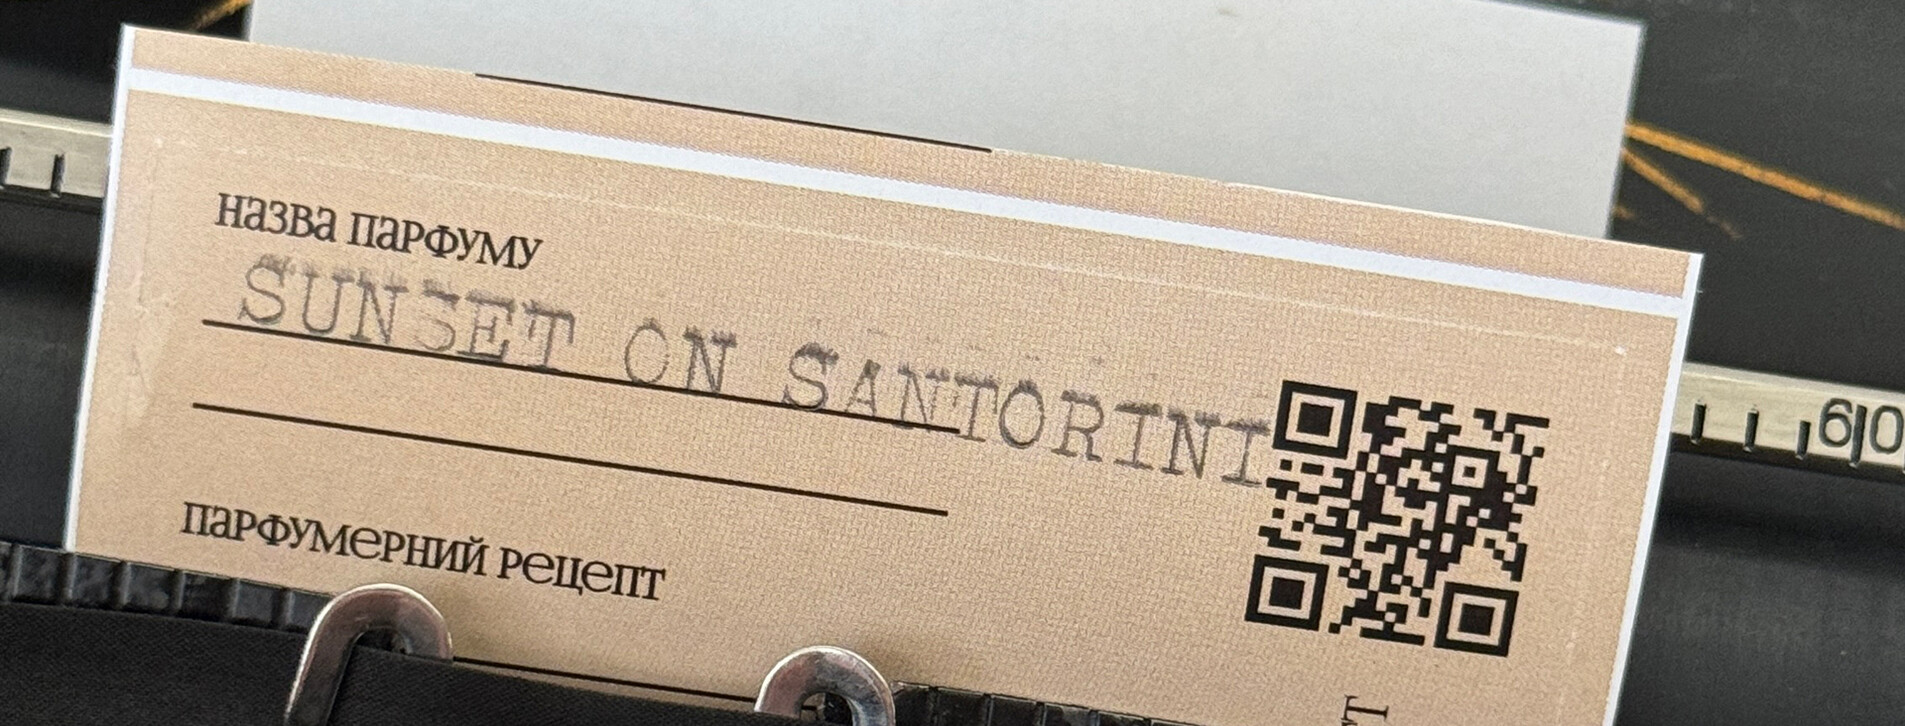 назва парфуму
SUNSET ON SANTORINI
парфумерний рецепт
60